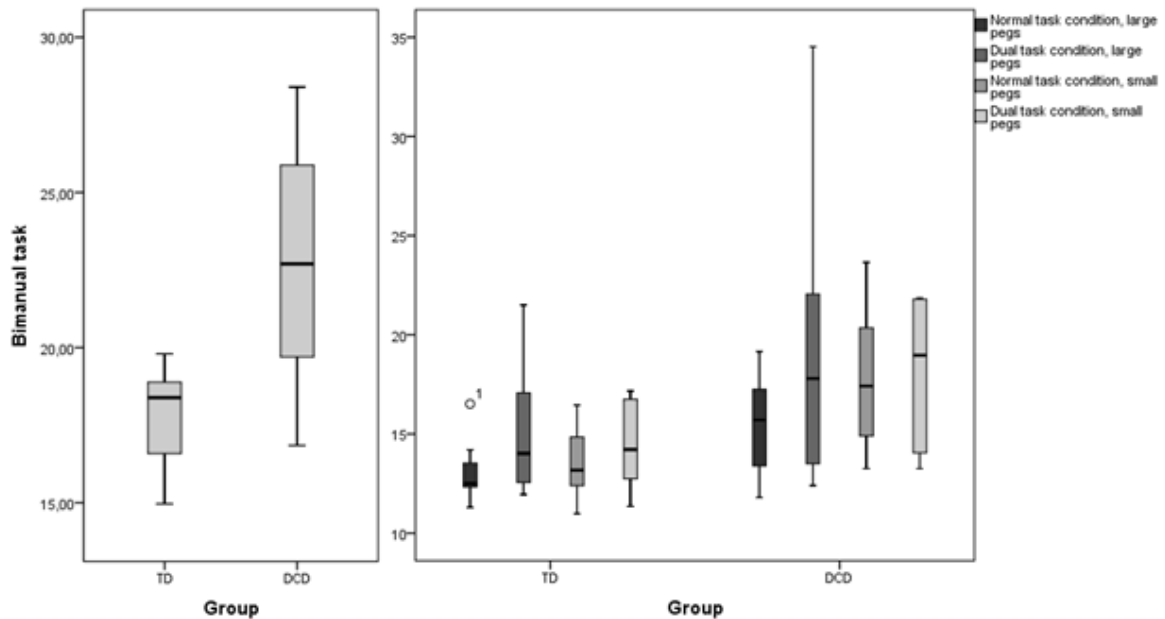 Bimanual task
30,00
25,00
20,00
15,00
TD
DCD
Group
35
30
25
20
15
10
1
TD
DCD
Group
Normal task condition, large
pegs
Dual task condition, large
pegs
Normal task condition, small
pegs
Dual task condition, small
pegs